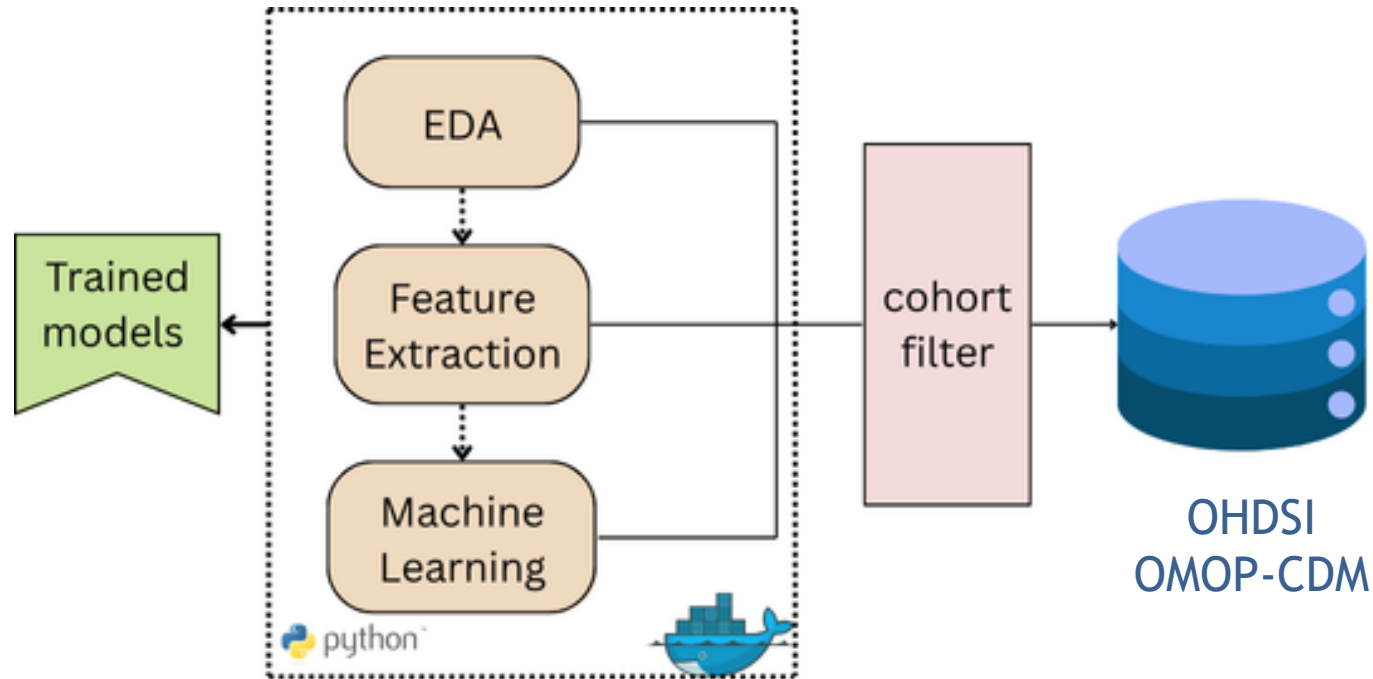 EDA
Feature
Extraction
Machine
Learning
python
Trained
models
cohort
filter
OHDSI
OMOP-CDM